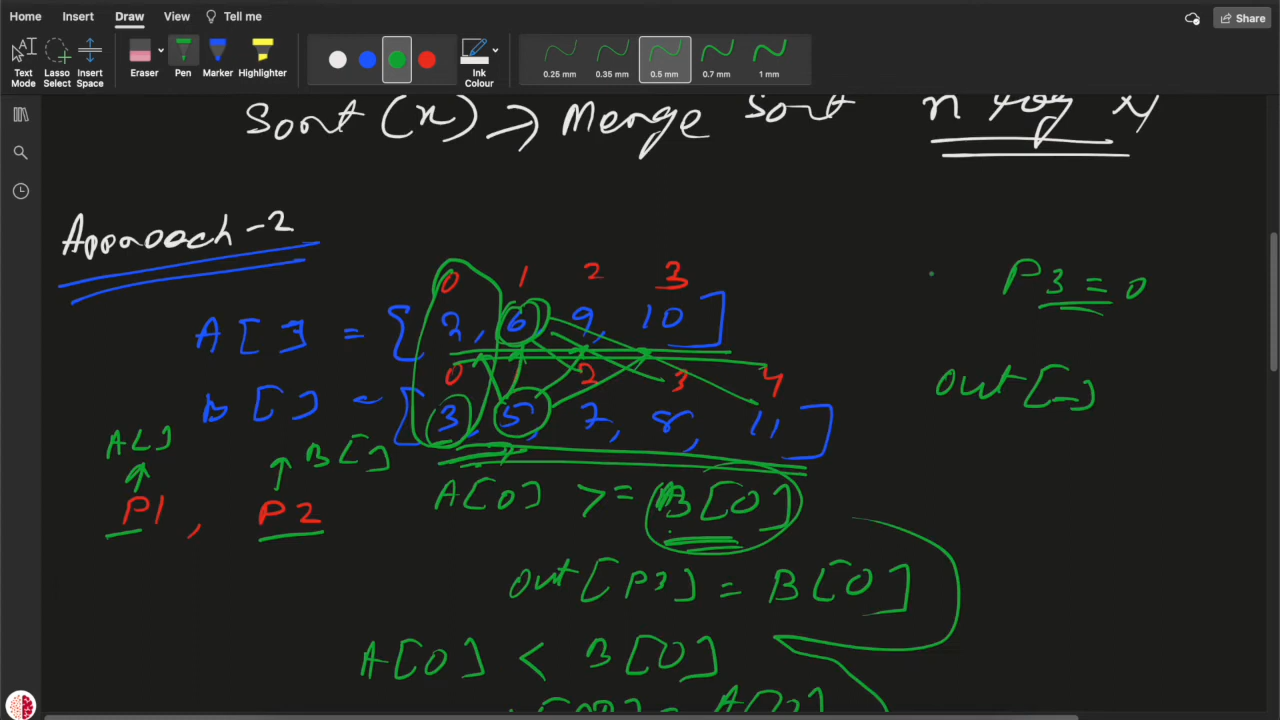 Home Insert Draw View Tell me Share
Text Mode Lasso Select Insert Space Eraser Pen Marker Highlighter Ink Colour 0.25 mm 0.35 mm 0.5 mm 0.7 mm 1 mm
Sort (n) → Merge Sort n log n
Approach-2
0 1 2 3
P3 = 0
A[ ] = { 2, 6, 9, 10 ]
0 1 2 3 4
out[_]
B[ ] = [ 3, 5, 7, 8, 11 ]
A[ ] B[ ]
P1, P2
A[0] >= B[0]
out[P3] = B[0]
A[0] < B[0]